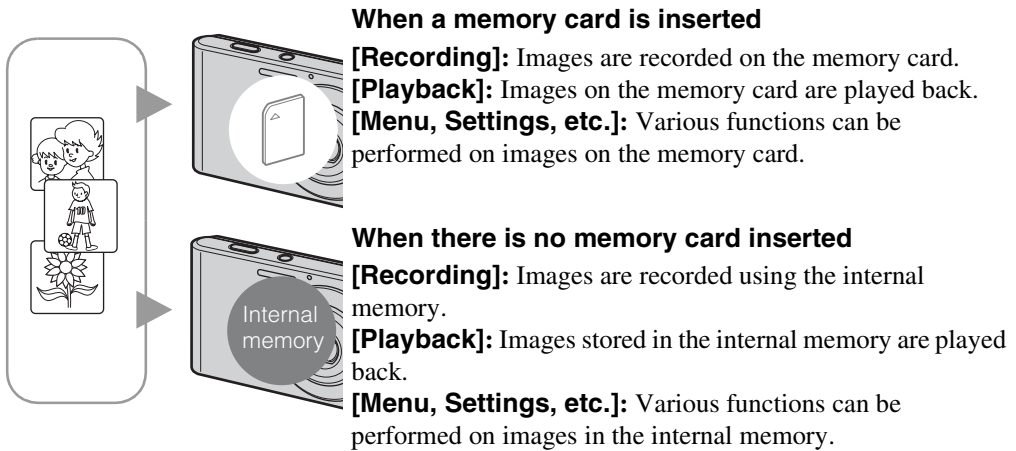 When a memory card is inserted
[Recording]: Images are recorded on the memory card.
[Playback]: Images on the memory card are played back.
[Menu, Settings, etc.]: Various functions can be
performed on images on the memory card.
10
When there is no memory card inserted
[Recording]: Images are recorded using the internal
memory.
[Playback]: Images stored in the internal memory are played
back.
[Menu, Settings, etc.]: Various functions can be
performed on images in the internal memory.
Internal
memory